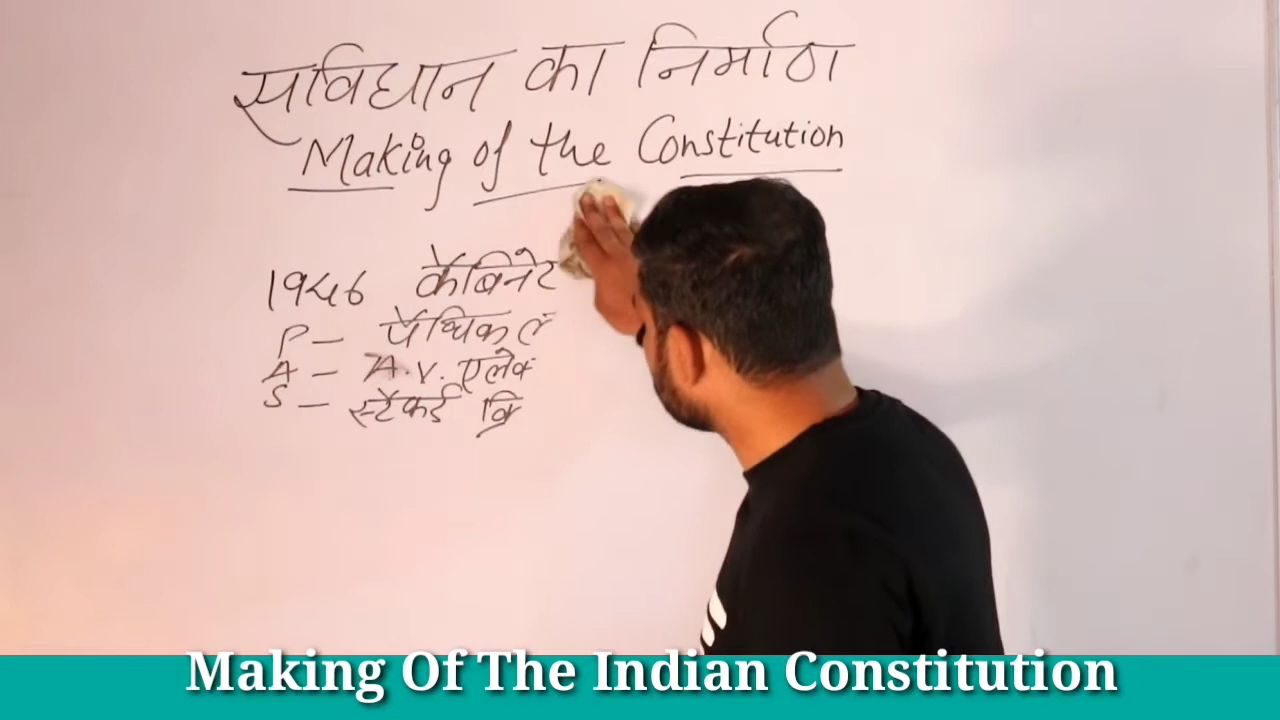 संविधान का निर्माण
Making of the Constitution
1946 कॅबिनेट
P – पॅथिक लॅ
A – A.V. एलेक
S – स्टॅफर्ड क्रि
Making Of The Indian Constitution